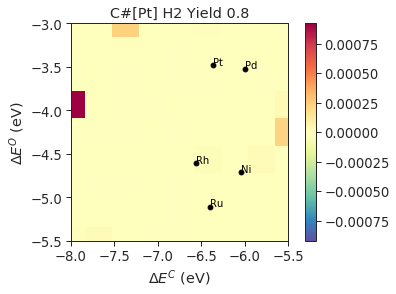 C#[Pt] H2 Yield 0.8
−3.0
−3.5
−4.0
−4.5
−5.0
−5.5
ΔE^O (eV)
Pt
Pd
Rh
Ni
Ru
−8.0 −7.5 −7.0 −6.5 −6.0 −5.5
ΔE^C (eV)
0.00075
0.00050
0.00025
0.00000
−0.00025
−0.00050
−0.00075